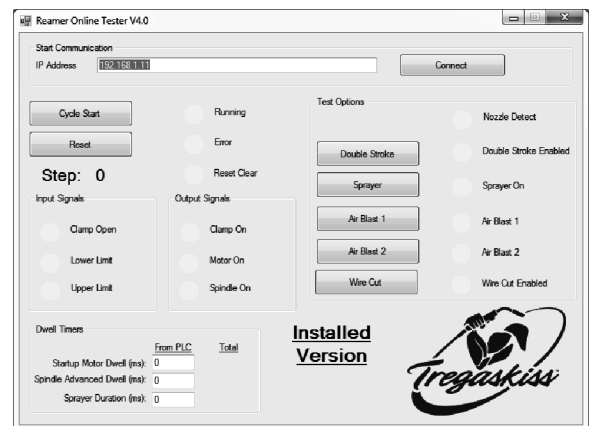 Reamer Online Tester V4.0
Start Communication
IP Address 192.168.1.11 Connect
Cycle Start
Reset
Step: 0
Running
Error
Reset Clear
Input Signals
Clamp Open
Lower Limit
Upper Limit
Output Signals
Clamp On
Motor On
Spindle On
Test Options
Nozzle Detect
Double Stroke Double Stroke Enabled
Sprayer Sprayer On
Air Blast 1 Air Blast 1
Air Blast 2 Air Blast 2
Wire Cut Wire Cut Enabled
Dwell Timers
From PLC Total
Startup Motor Dwell (ms): 0
Spindle Advanced Dwell (ms): 0
Sprayer Duration (ms): 0
Installed
Version
Tregaskiss